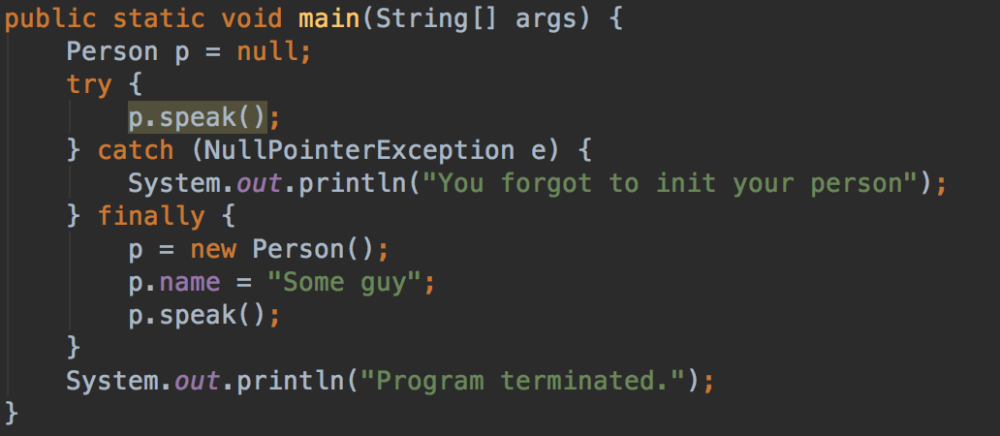 public static void main(String[] args) {
    Person p = null;
    try {
        p.speak();
    } catch (NullPointerException e) {
        System.out.println("You forgot to init your person");
    } finally {
        p = new Person();
        p.name = "Some guy";
        p.speak();
    }
    System.out.println("Program terminated.");
}